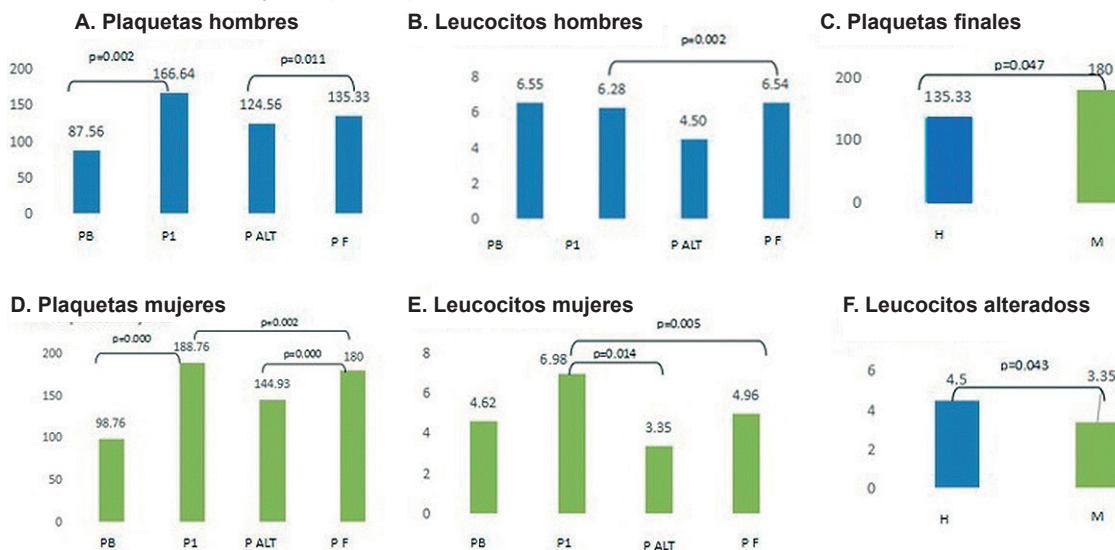 A. Plaquetas hombres
p=0.002
p=0.011
200
150
100
50
0
87.56
166.64
124.56
135.33
PB
P1
P ALT
P F
B. Leucocitos hombres
p=0.002
8
6
4
2
0
6.55
6.28
4.50
6.54
PB
P1
P ALT
P F
C. Plaquetas finales
p=0.047
200
100
0
135.33
180
H
M
D. Plaquetas mujeres
p=0.002
p=0.000
p=0.000
200
150
100
50
0
98.76
188.76
144.93
180
PB
P1
P ALT
P F
E. Leucocitos mujeres
p=0.005
p=0.014
8
6
4
2
0
4.62
6.98
3.35
4.96
PB
P1
P ALT
P F
F. Leucocitos alteradoss
p=0.043
6
4
2
0
4.5
3.35
H
M